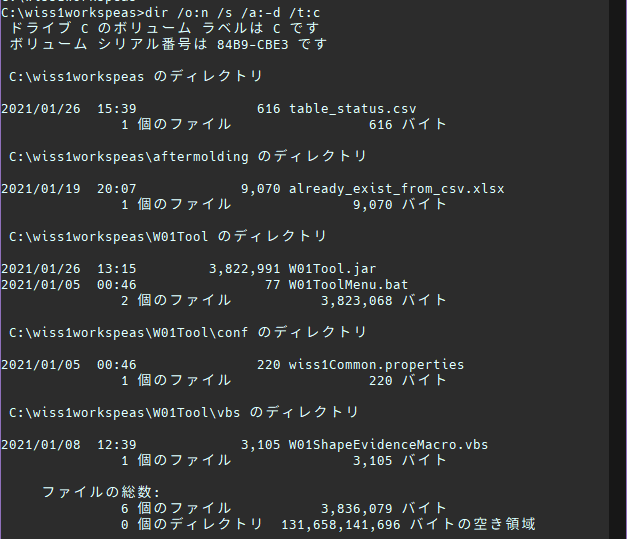 C:\wiss1workspeas>dir /o:n /s /a:-d /t:c
ドライブ C のボリューム ラベルは C です
ボリューム シリアル番号は 84B9-CBE3 です
C:\wiss1workspeas のディレクトリ
2021/01/26  15:39               616 table_status.csv
1 個のファイル                 616 バイト
C:\wiss1workspeas\aftermolding のディレクトリ
2021/01/19  20:07             9,070 already_exist_from_csv.xlsx
1 個のファイル               9,070 バイト
C:\wiss1workspeas\W01Tool のディレクトリ
2021/01/26  13:15         3,822,991 W01Tool.jar
2021/01/05  00:46                77 W01ToolMenu.bat
2 個のファイル           3,823,068 バイト
C:\wiss1workspeas\W01Tool\conf のディレクトリ
2021/01/05  00:46               220 wiss1Common.properties
1 個のファイル                 220 バイト
C:\wiss1workspeas\W01Tool\vbs のディレクトリ
2021/01/08  12:39             3,105 W01ShapeEvidenceMacro.vbs
1 個のファイル               3,105 バイト
ファイルの総数:
6 個のファイル           3,836,079 バイト
0 個のディレクトリ  131,658,141,696 バイトの空き領域